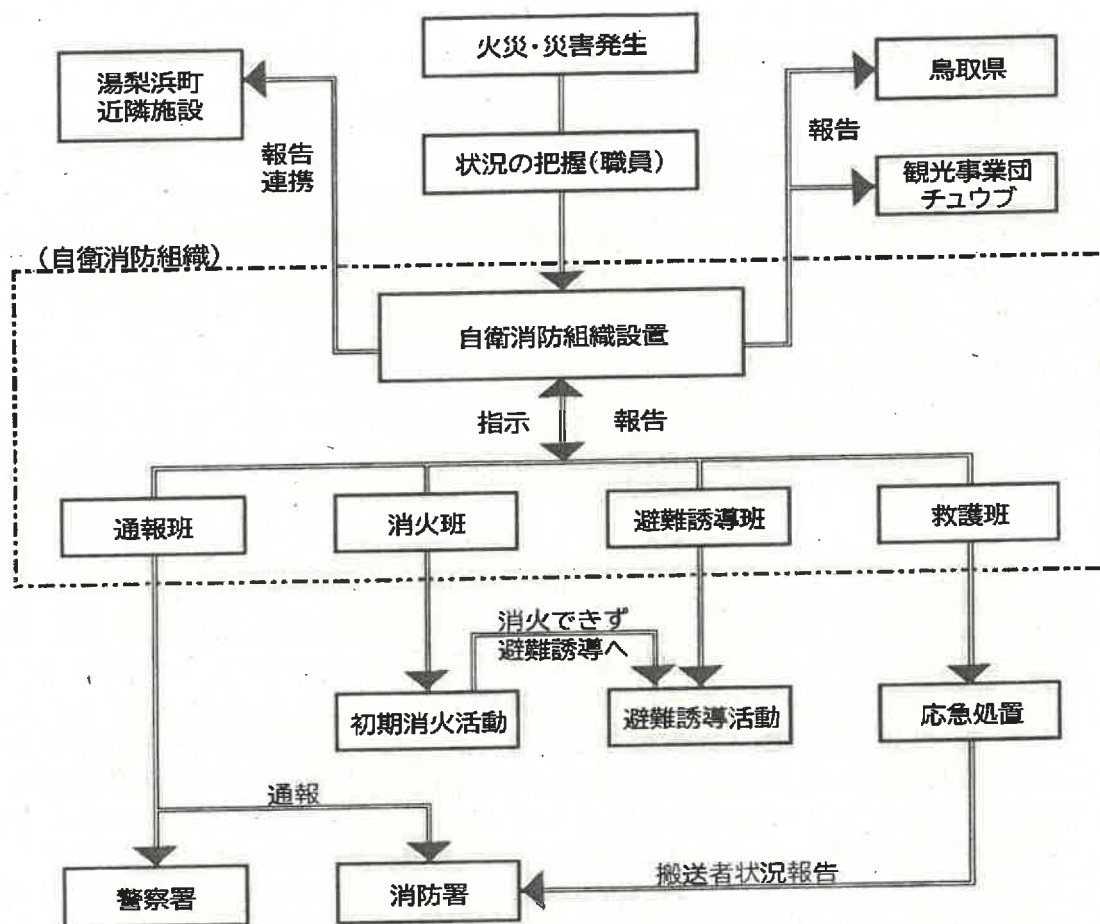 火災・災害発生
湯梨浜町
近隣施設
鳥取県
報告
連携
状況の把握(職員)
報告
観光事業団
チュウブ
(自衛消防組織)
自衛消防組織設置
指示
報告
通報班
消火班
避難誘導班
救護班
消火できず
避難誘導へ
初期消火活動
避難誘導活動
応急処置
通報
搬送者状況報告
警察署
消防署